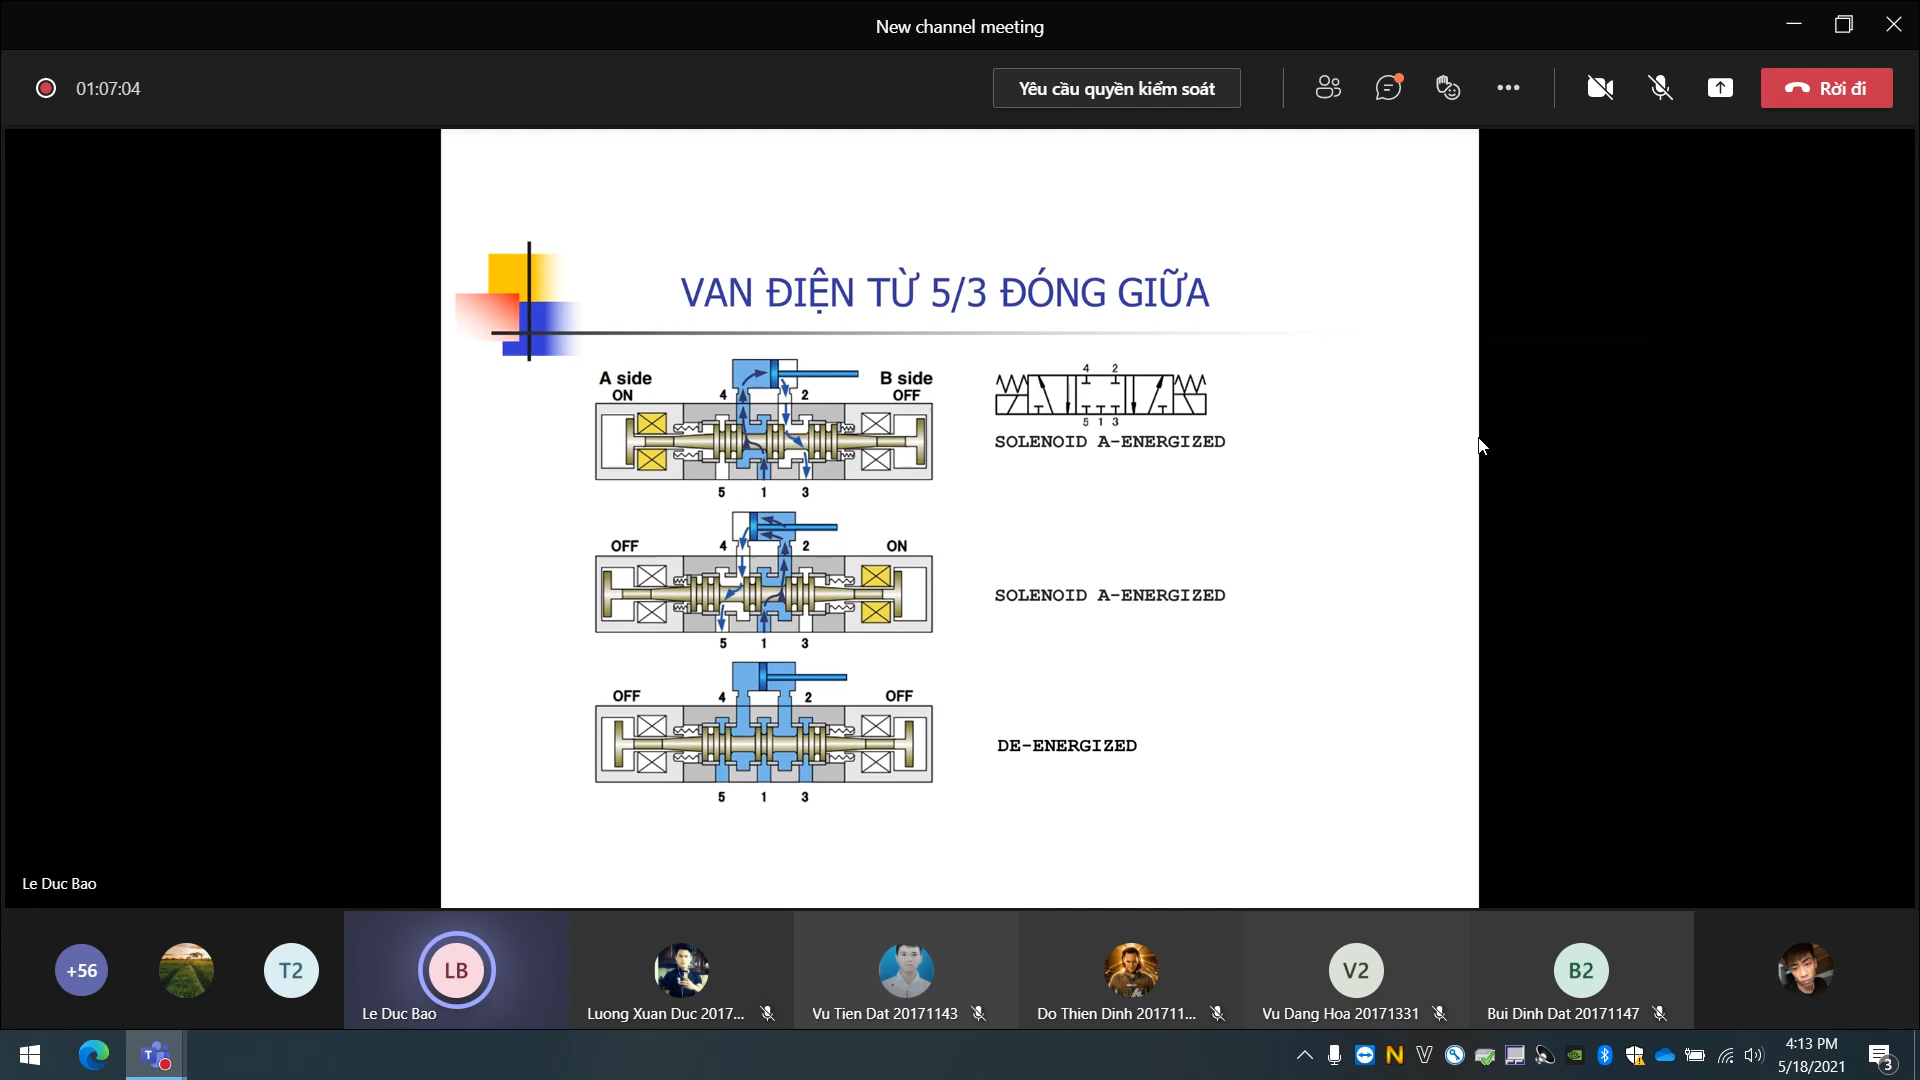 New channel meeting
01:07:04
Yêu cầu quyền kiểm soát
Rời đi
VAN ĐIỆN TỪ 5/3 ĐÓNG GIỮA
A side
B side
ON
4
2
OFF
5
1
3
4
2
5
1
3
SOLENOID A-ENERGIZED
OFF
4
2
ON
5
1
3
SOLENOID A-ENERGIZED
OFF
4
2
OFF
5
1
3
DE-ENERGIZED
Le Duc Bao
+56
T2
LB
Le Duc Bao
Luong Xuan Duc 2017...
Vu Tien Dat 20171143
Do Thien Dinh 201711...
V2
Vu Dang Hoa 20171331
B2
Bui Dinh Dat 20171147
4:13 PM
5/18/2021
3